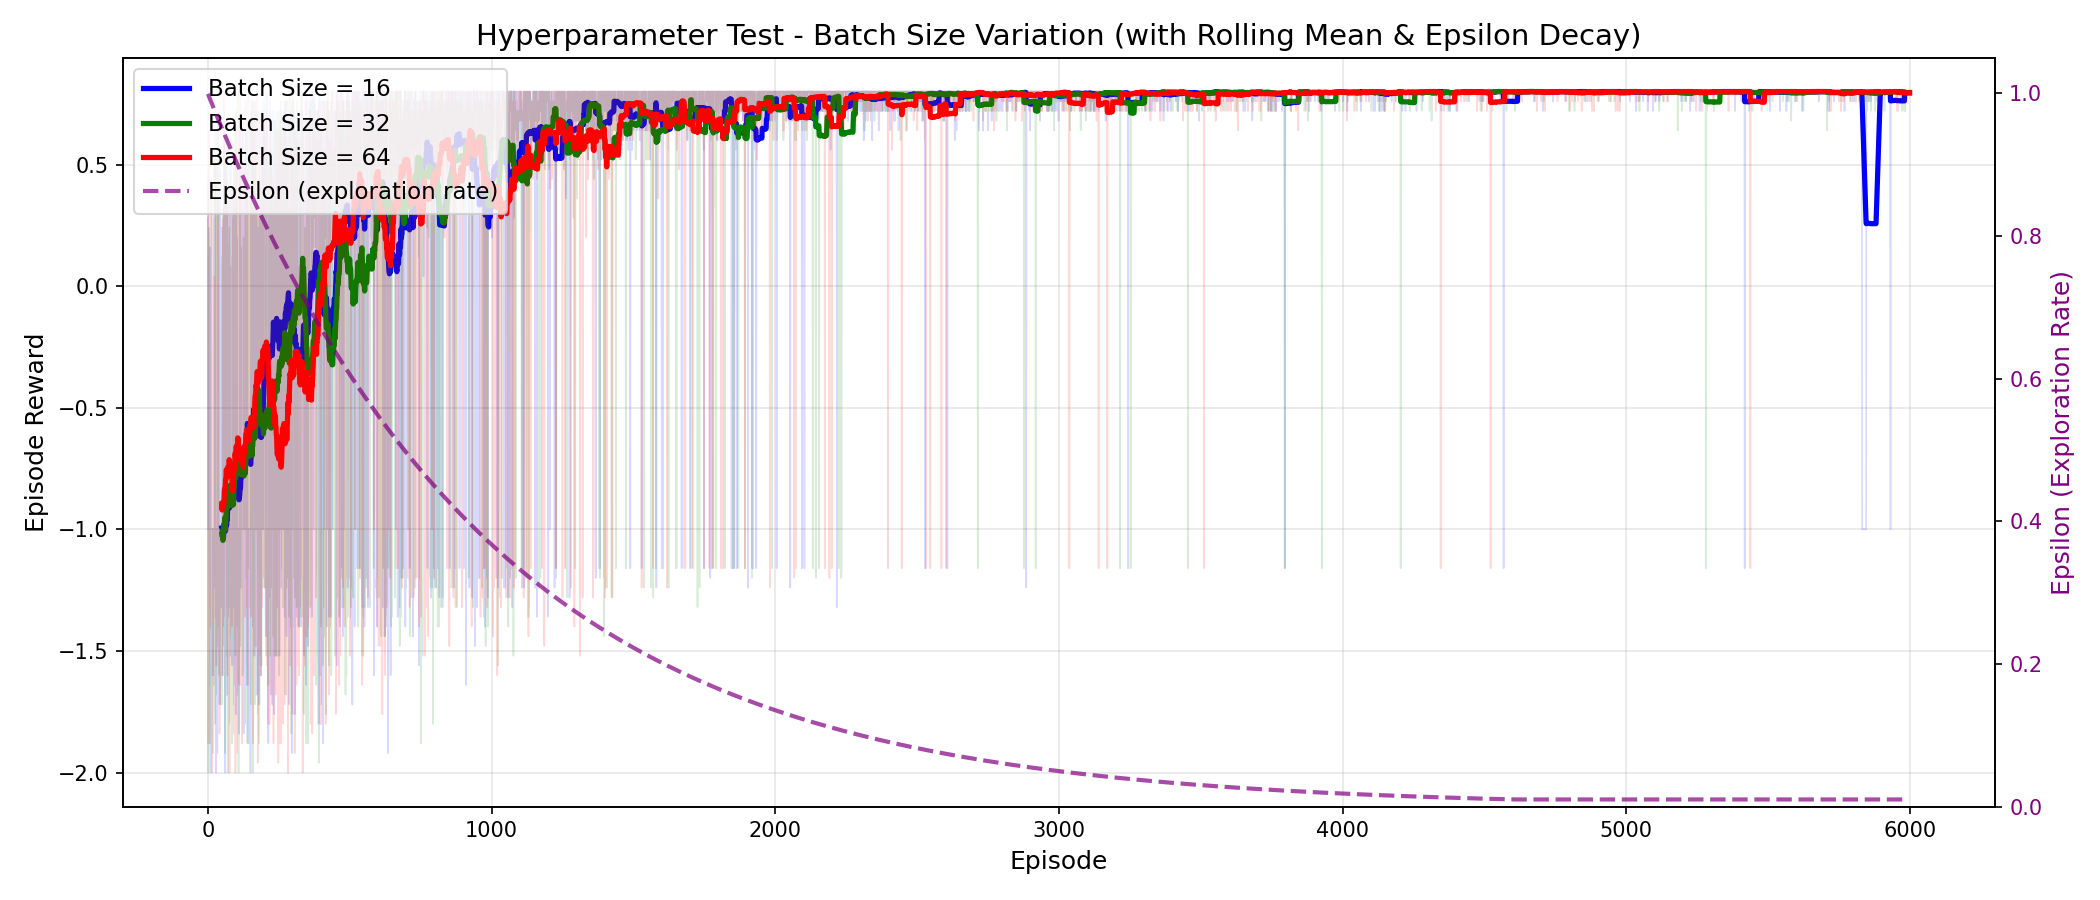 Hyperparameter Test - Batch Size Variation (with Rolling Mean & Epsilon Decay)
Batch Size = 16
Batch Size = 32
Batch Size = 64
Epsilon (exploration rate)
Episode Reward
0.5
0.0
−0.5
−1.0
−1.5
−2.0
0
1000
2000
3000
4000
5000
6000
Episode
1.0
0.8
0.6
0.4
0.2
0.0
Epsilon (Exploration Rate)